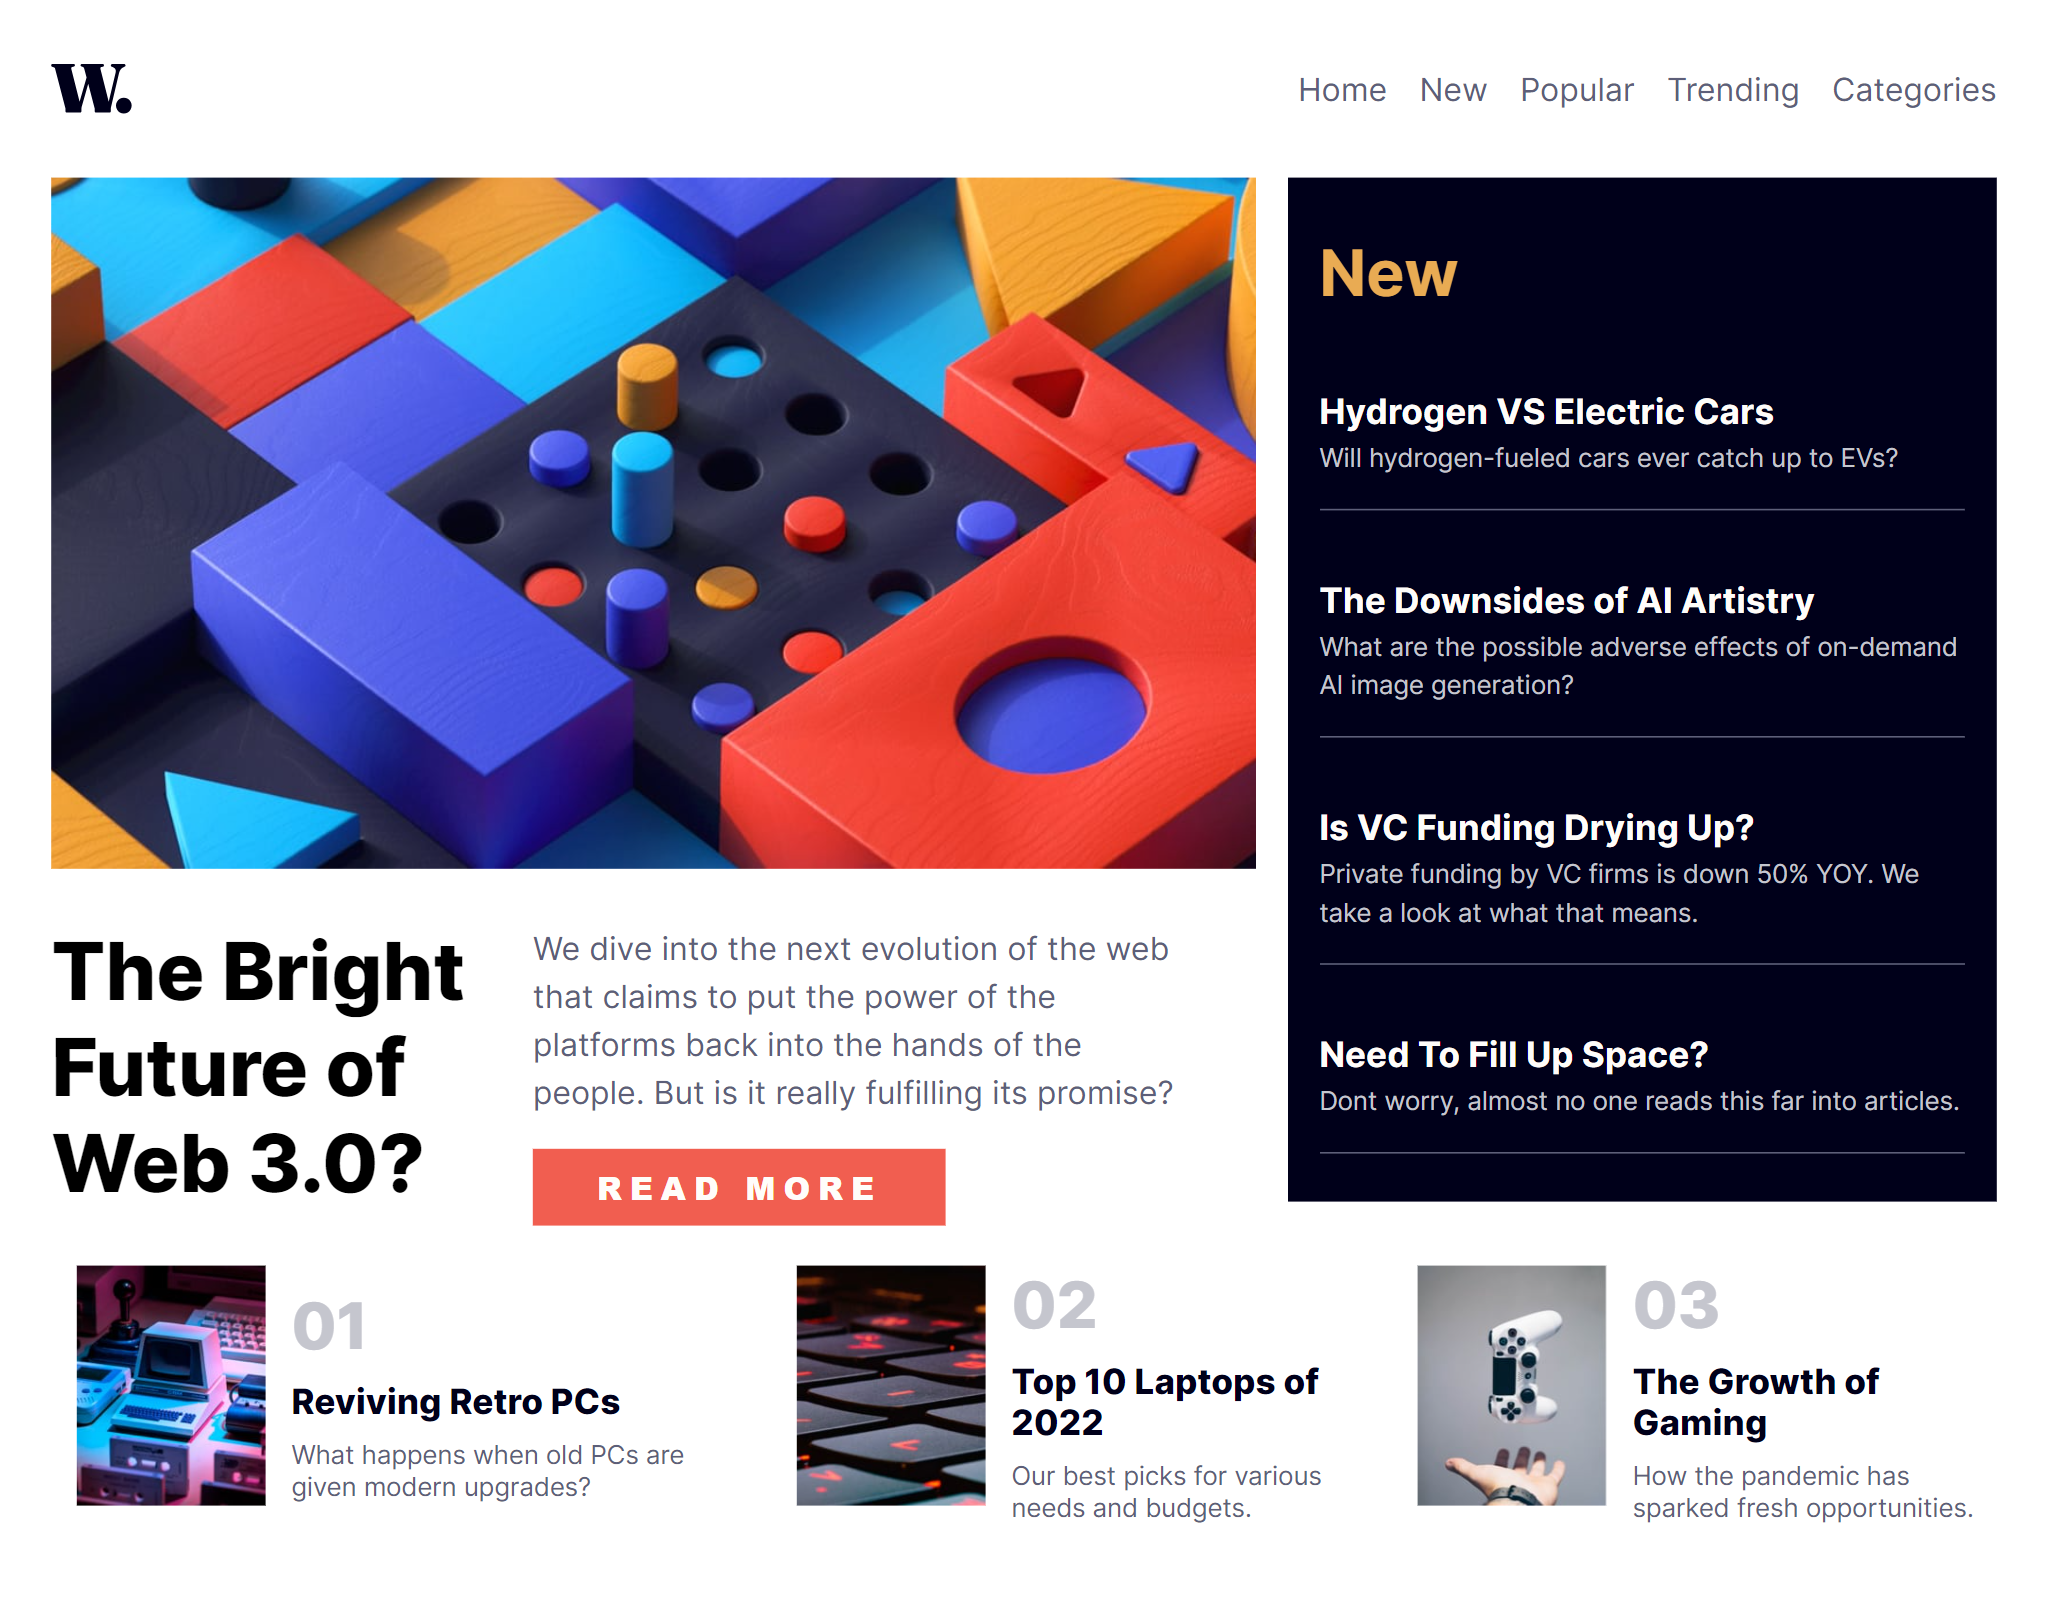 W.
Home New Popular Trending Categories
New
Hydrogen VS Electric Cars
Will hydrogen-fueled cars ever catch up to EVs?
The Downsides of AI Artistry
What are the possible adverse effects of on-demand
AI image generation?
Is VC Funding Drying Up?
Private funding by VC firms is down 50% YOY. We
take a look at what that means.
Need To Fill Up Space?
Dont worry, almost no one reads this far into articles.
The Bright
Future of
Web 3.0?
We dive into the next evolution of the web
that claims to put the power of the
platforms back into the hands of the
people. But is it really fulfilling its promise?
READ MORE
01
Reviving Retro PCs
What happens when old PCs are
given modern upgrades?
02
Top 10 Laptops of
2022
Our best picks for various
needs and budgets.
03
The Growth of
Gaming
How the pandemic has
sparked fresh opportunities.